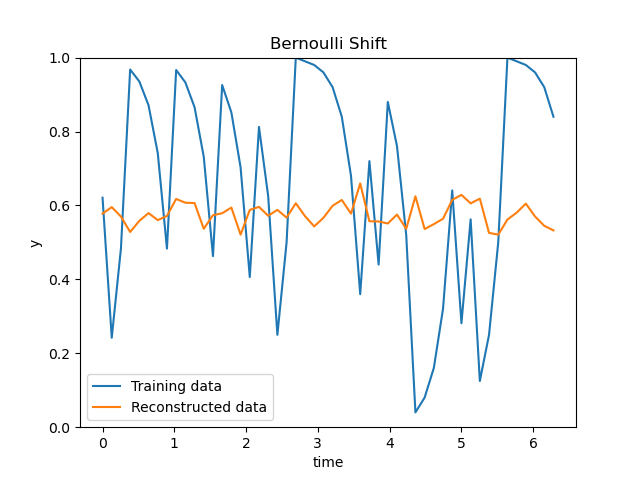 Bernoulli Shift
1.0
0.8
0.6
0.4
0.2
0.0
y
Training data
Reconstructed data
0 1 2 3 4 5 6
time